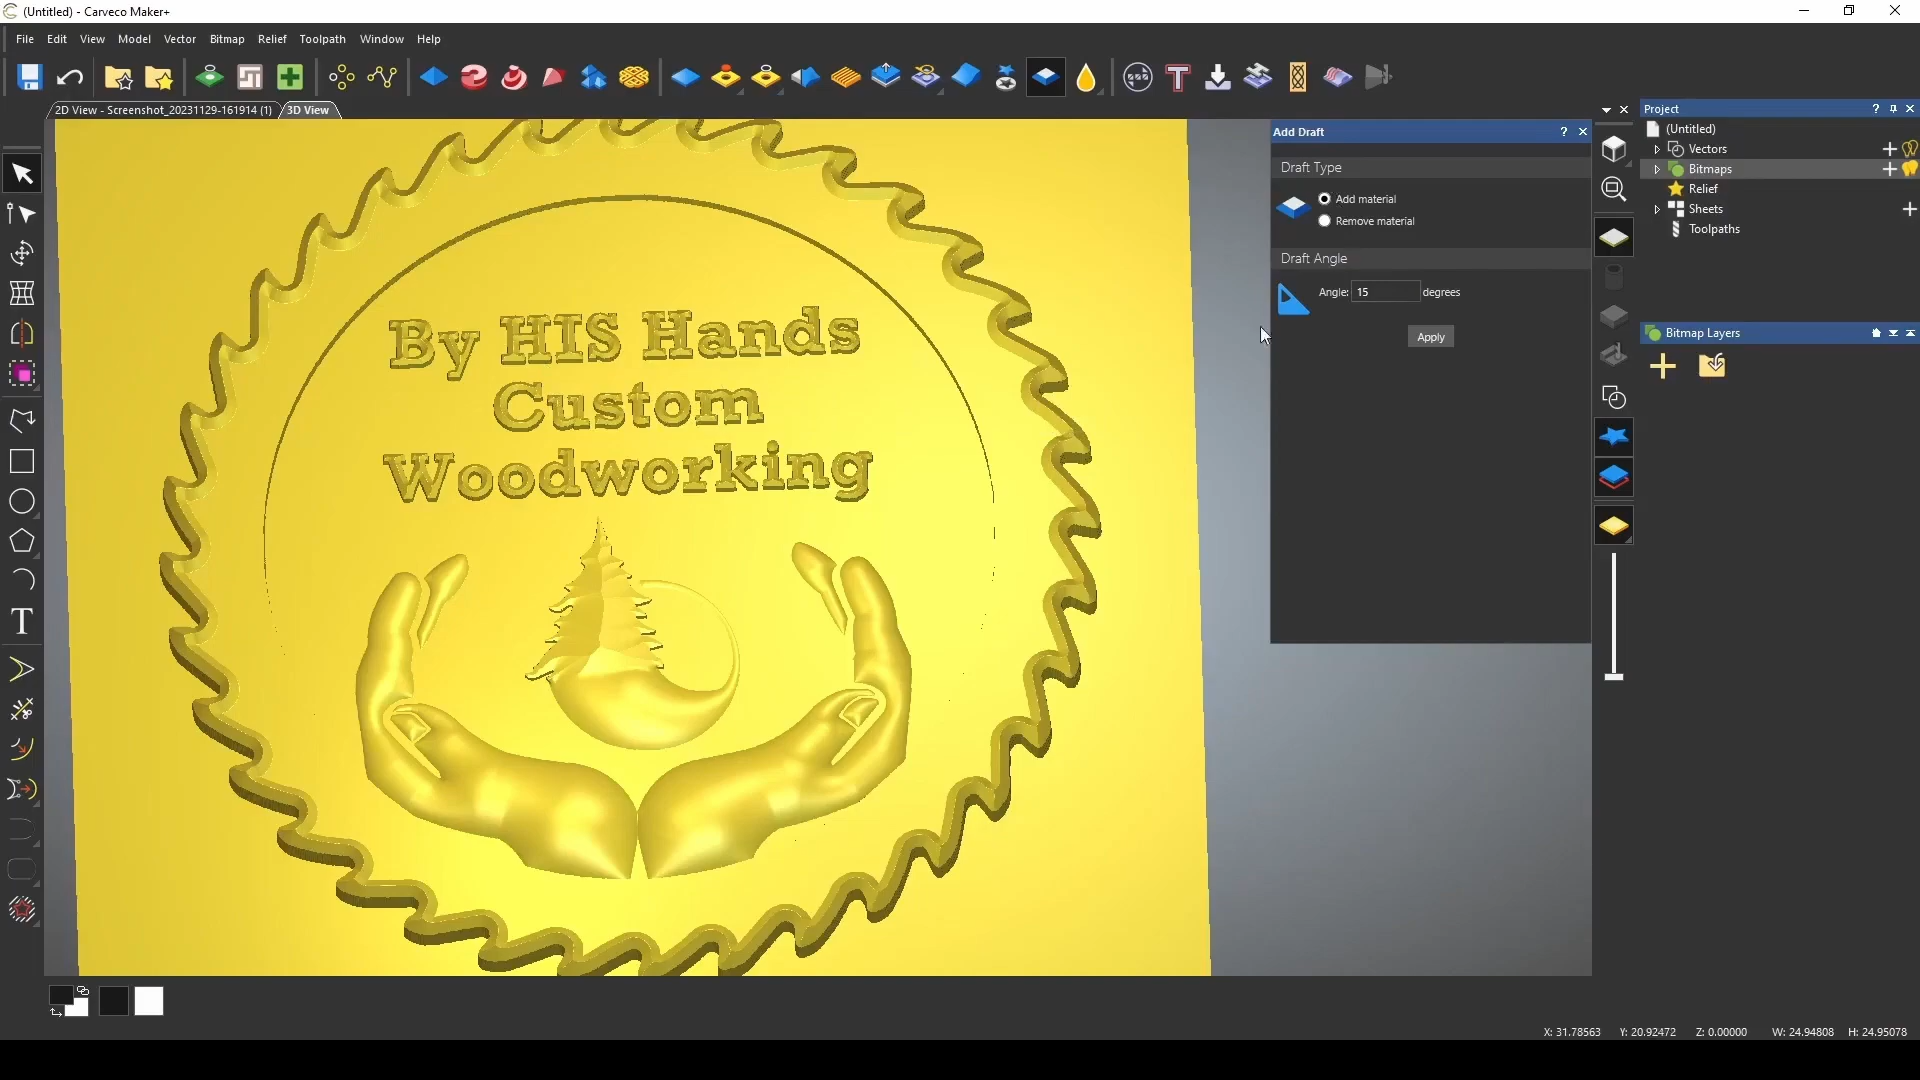 (Untitled) - Carveco Maker+
File Edit View Model Vector Bitmap Relief Toolpath Window Help
2D View - Screenshot_20231129-161914 (1)
3D View
By HIS Hands
Custom
Woodworking
Add Draft
?
Draft Type
Add material
Remove material
Draft Angle
Angle: 15 degrees
Apply
Project
?
(Untitled)
Vectors
Bitmaps
Relief
Sheets
Toolpaths
Bitmap Layers
T
X: 31.78563 Y: 20.92472 Z: 0.00000 W: 24.94808 H: 24.95078